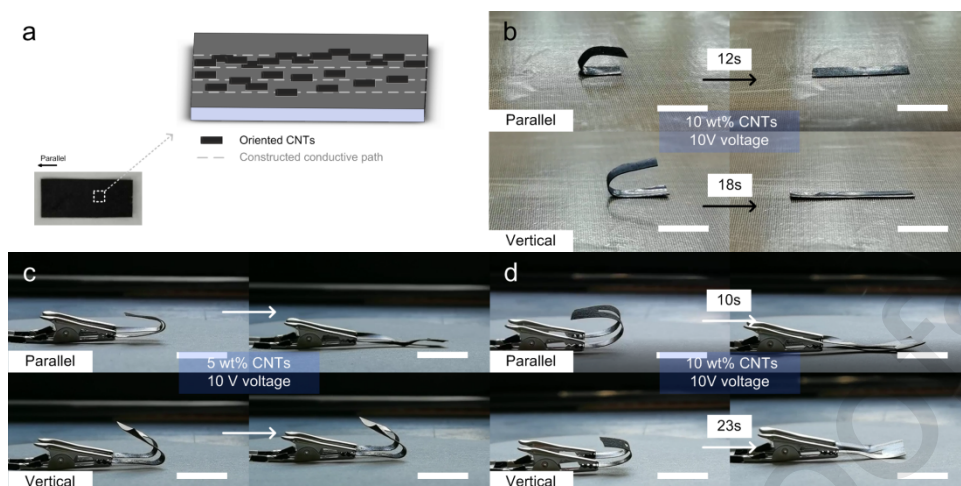 a
Oriented CNTs
Constructed conductive path
Parallel
b
12s
Parallel
10 wt% CNTs
10V voltage
18s
Vertical
c
Parallel
5 wt% CNTs
10 V voltage
Vertical
d
10s
Parallel
10 wt% CNTs
10V voltage
23s
Vertical